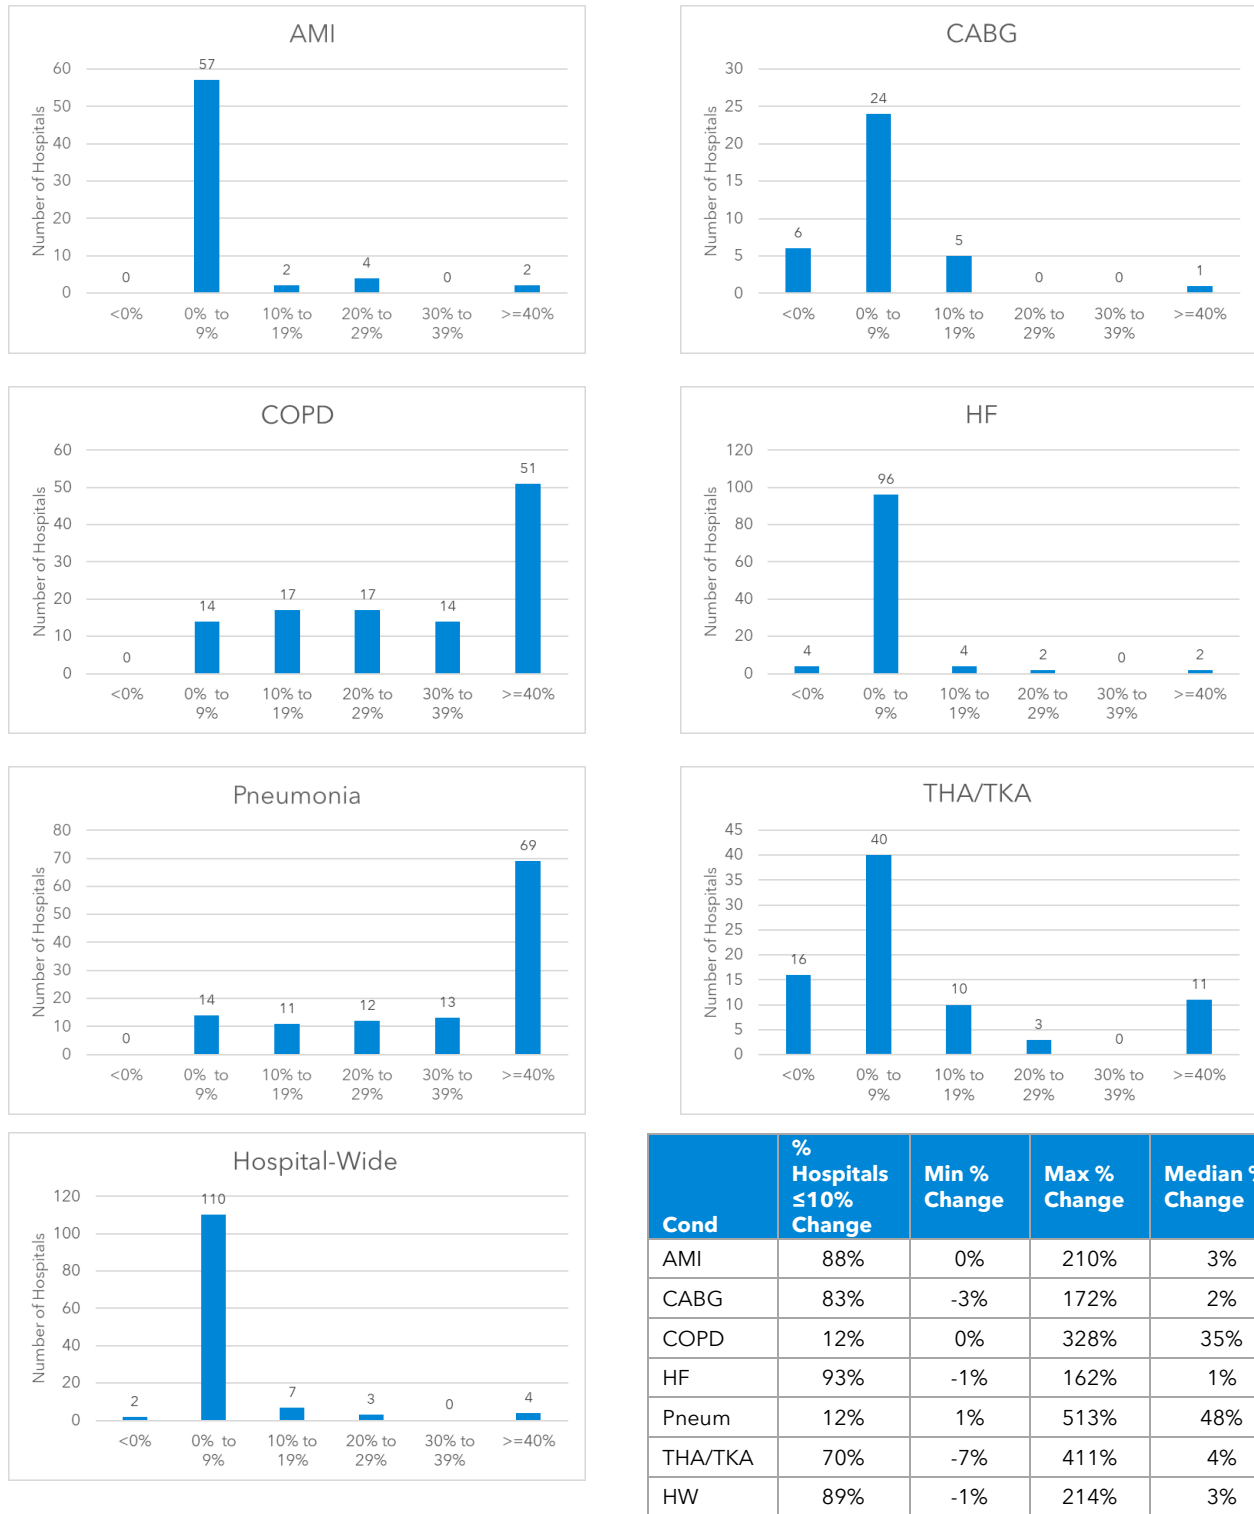 AMI
Number of Hospitals
60
50
40
30
20
10
0
0
57
2
4
0
2
<0%
0% to
9%
10% to
19%
20% to
29%
30% to
39%
>=40%
CABG
Number of Hospitals
30
25
20
15
10
5
0
6
24
5
0
0
1
<0%
0% to
9%
10% to
19%
20% to
29%
30% to
39%
>=40%
COPD
Number of Hospitals
60
50
40
30
20
10
0
0
14
17
17
14
51
<0%
0% to
9%
10% to
19%
20% to
29%
30% to
39%
>=40%
HF
Number of Hospitals
120
100
80
60
40
20
0
4
96
4
2
0
2
<0%
0% to
9%
10% to
19%
20% to
29%
30% to
39%
>=40%
Pneumonia
Number of Hospitals
80
70
60
50
40
30
20
10
0
0
14
11
12
13
69
<0%
0% to
9%
10% to
19%
20% to
29%
30% to
39%
>=40%
THA/TKA
Number of Hospitals
45
40
35
30
25
20
15
10
5
0
16
40
10
3
0
11
<0%
0% to
9%
10% to
19%
20% to
29%
30% to
39%
>=40%
Hospital-Wide
Number of Hospitals
120
100
80
60
40
20
0
2
110
7
3
0
4
<0%
0% to
9%
10% to
19%
20% to
29%
30% to
39%
>=40%
Cond
%
Hospitals
≤10%
Change
Min %
Change
Max %
Change
Median %
Change
AMI 88% 0% 210% 3%
CABG 83% -3% 172% 2%
COPD 12% 0% 328% 35%
HF 93% -1% 162% 1%
Pneum 12% 1% 513% 48%
THA/TKA 70% -7% 411% 4%
HW 89% -1% 214% 3%